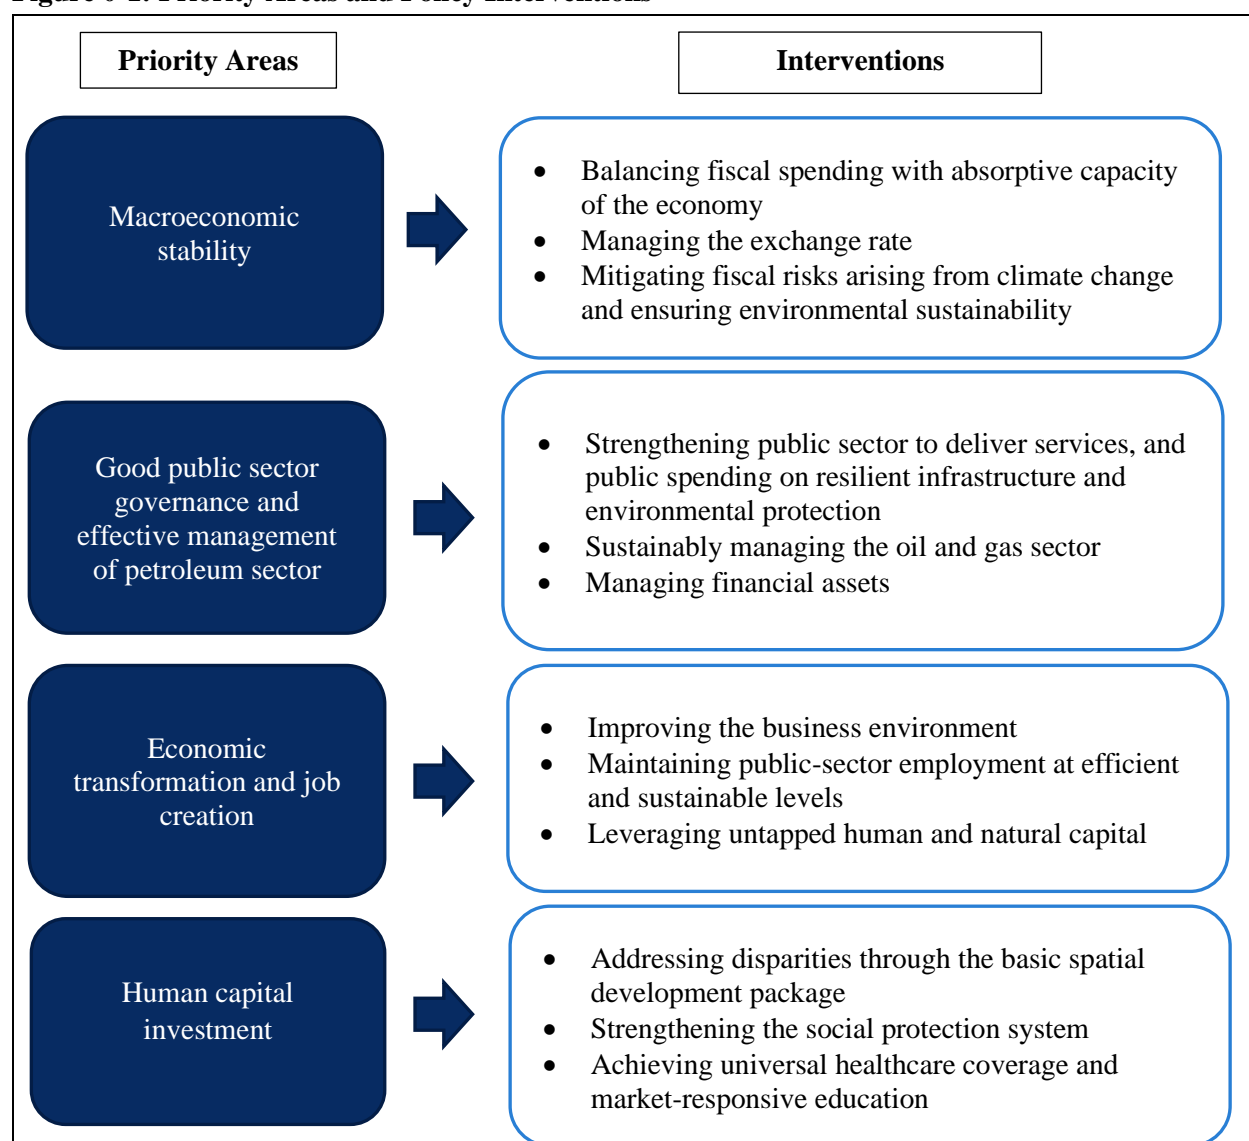 Priority Areas
Interventions
Macroeconomic
stability
• Balancing fiscal spending with absorptive capacity
of the economy
• Managing the exchange rate
• Mitigating fiscal risks arising from climate change
and ensuring environmental sustainability
Good public sector
governance and
effective management
of petroleum sector
• Strengthening public sector to deliver services, and
public spending on resilient infrastructure and
environmental protection
• Sustainably managing the oil and gas sector
• Managing financial assets
Economic
transformation and job
creation
• Improving the business environment
• Maintaining public-sector employment at efficient
and sustainable levels
• Leveraging untapped human and natural capital
Human capital
investment
• Addressing disparities through the basic spatial
development package
• Strengthening the social protection system
• Achieving universal healthcare coverage and
market-responsive education